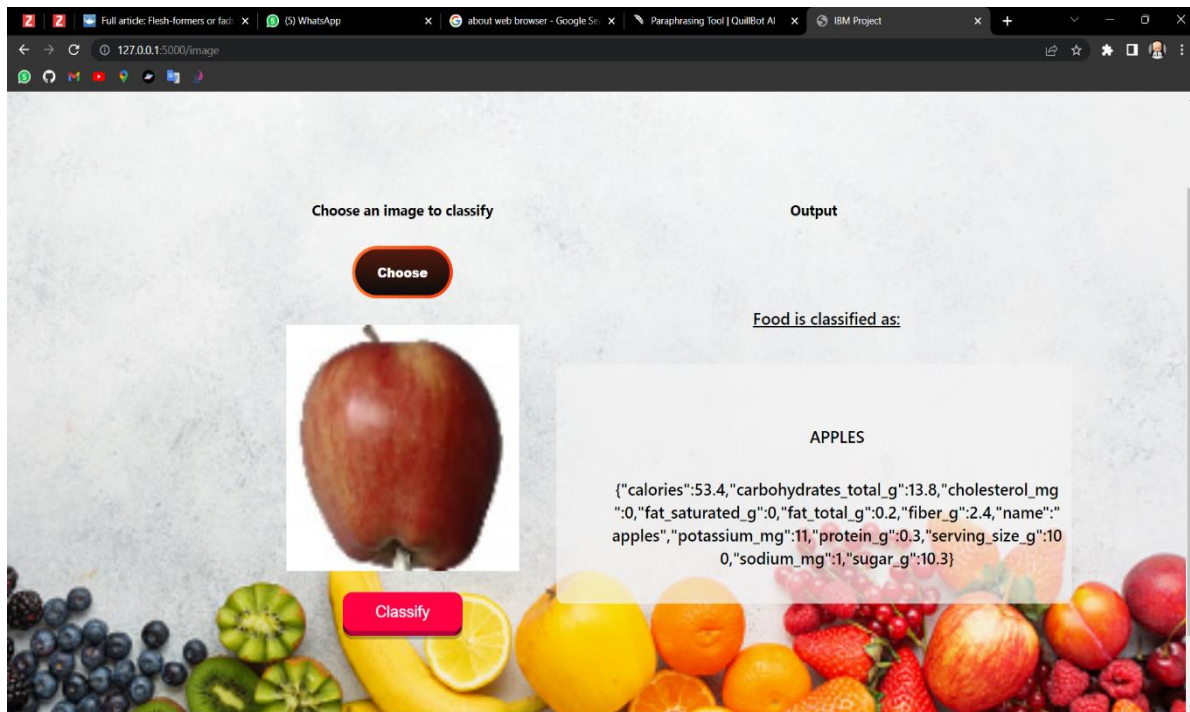 Full article: Flesh-formers or fads
(5) WhatsApp
about web browser - Google Se
Paraphrasing Tool | QuillBot AI
IBM Project
127.0.0.1:5000/image
Choose an image to classify
Output
Choose
Food is classified as:
APPLES
{"calories":53.4,"carbohydrates_total_g":13.8,"cholesterol_mg
":0,"fat_saturated_g":0,"fat_total_g":0.2,"fiber_g":2.4,"name":"
apples","potassium_mg":11,"protein_g":0.3,"serving_size_g":10
0,"sodium_mg":1,"sugar_g":10.3}
Classify